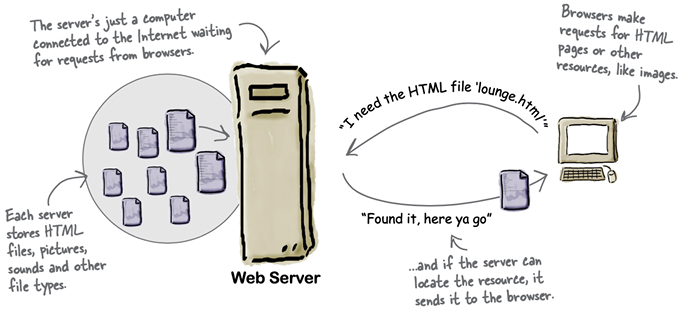 The server's just a computer
connected to the Internet waiting
for requests from browsers.
Browsers make
requests for HTML
pages or other
resources, like images.
"I need the HTML file 'lounge.html'"
Each server
stores HTML
files, pictures,
sounds and other
file types.
"Found it, here ya go"
Web Server
...and if the server can
locate the resource, it
sends it to the browser.